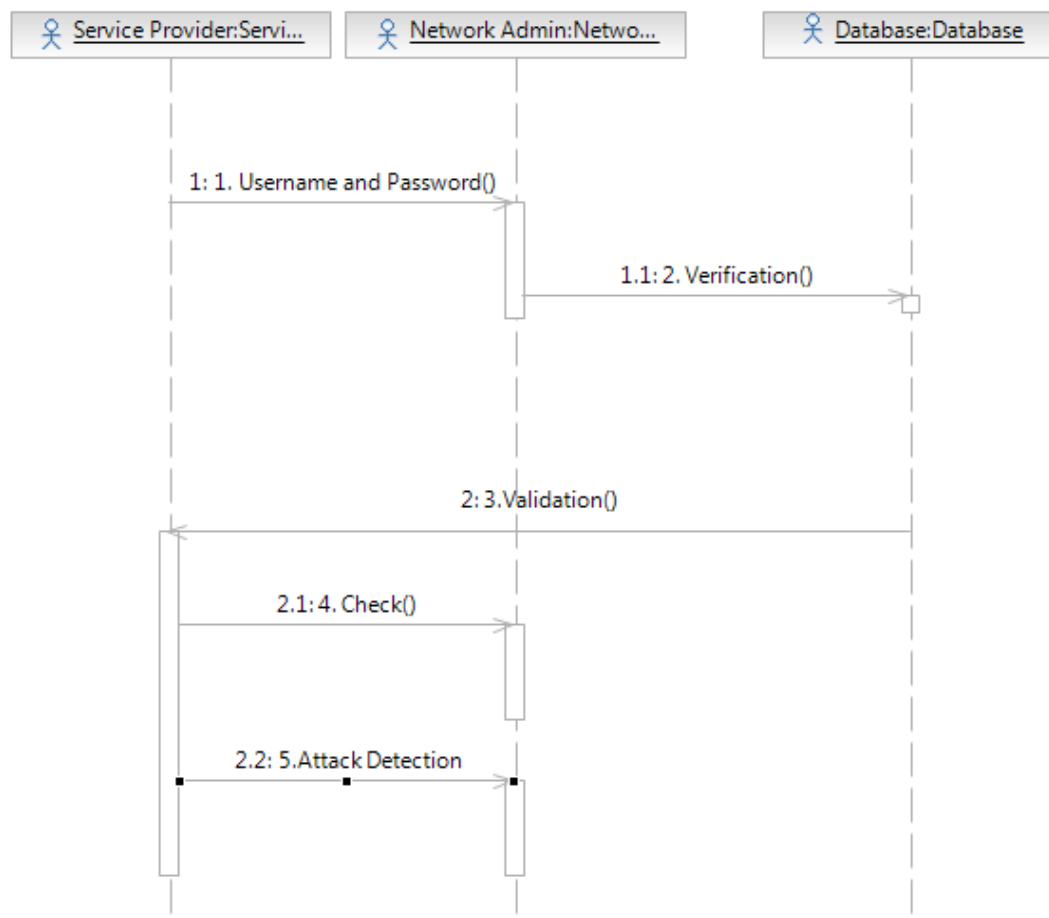 Service Provider:Servi...
Network Admin:Netwo...
Database:Database
1: 1. Username and Password()
1.1: 2. Verification()
2: 3.Validation()
2.1: 4. Check()
2.2: 5.Attack Detection